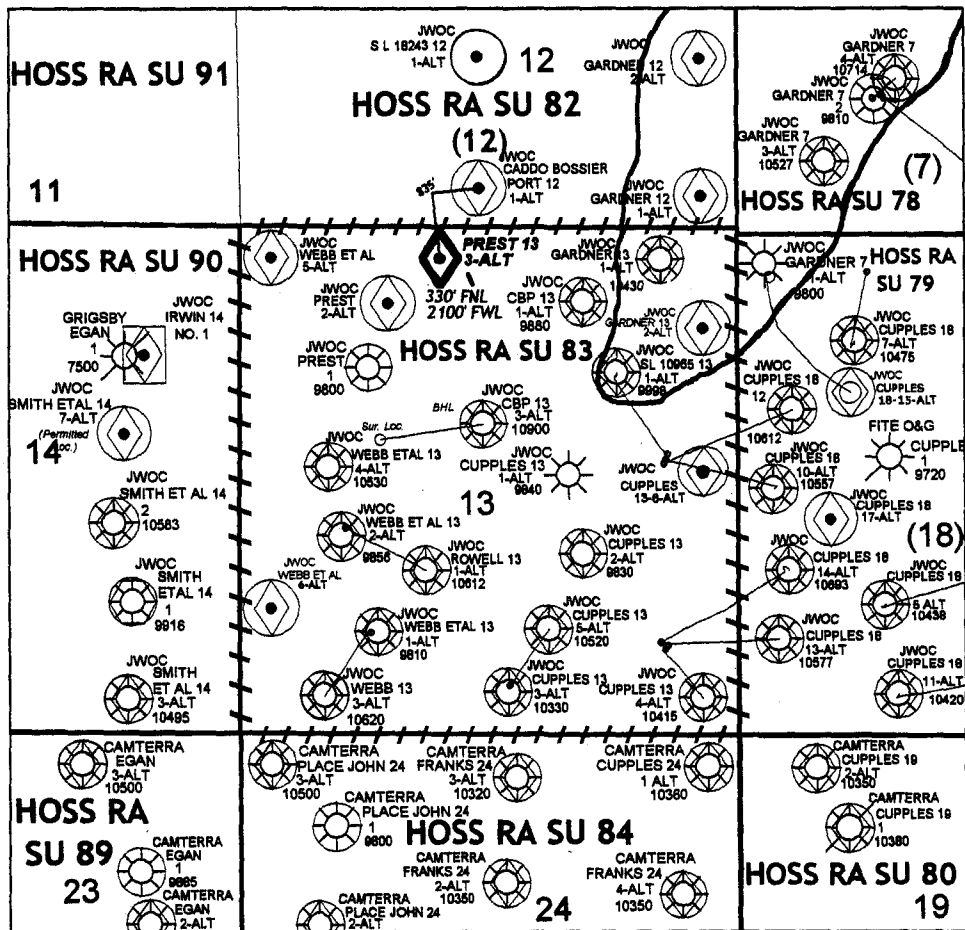 HOSS RA SU 91
11
JWOC
S L 18243 12
1-ALT
12
HOSS RA SU 82
(12)
JWOC
GARDNER 12
2-ALT
JWOC
CADDO BOSSIER
PORT 12
1-ALT
935'
JWOC
GARDNER 12
1-ALT
JWOC
GARDNER 7
4-ALT
10714
JWOC
GARDNER 7
2
9810
JWOC
GARDNER 7
3-ALT
10527
(7)
HOSS RA SU 78
HOSS RA SU 90
GRIGSBY
EGAN
1
7500
JWOC
IRWIN 14
NO. 1
JWOC
SMITH ETAL 14
7-ALT
(Permitted
14
JWOC
SMITH ET AL 14
2
10583
JWOC
SMITH
ETAL 14
1
9916
JWOC
SMITH
ET AL 14
3-ALT
10495
JWOC
WEBB ET AL
5-ALT
PREST 13
3-ALT
330' FNL
2100' FWL
JWOC
PREST
2-ALT
JWOC
GARDNER 13
1-ALT
10430
JWOC
CBP 13
1-ALT
9880
GARDNER 13
2-ALT
HOSS RA SU 83
JWOC
PREST
1
9800
JWOC
SL 10965 13
1-ALT
9998
BHL
JWOC
CBP 13
3-ALT
10900
Sur. Loc.
JWOC
WEBB ETAL 13
4-ALT
10530
JWOC
CUPPLES 13
1-ALT
9840
JWOC
CUPPLES
13-6-ALT
13
JWOC
WEBB ET AL 13
2-ALT
9856
JWOC
ROWELL 13
1-ALT
10612
JWOC
CUPPLES 13
2-ALT
9830
JWOC
WEBB ET AL
6-ALT
JWOC
WEBB ETAL 13
1-ALT
9810
JWOC
CUPPLES 13
5-ALT
10520
JWOC
WEBB 13
3-ALT
10620
JWOC
CUPPLES 13
3-ALT
10330
JWOC
CUPPLES 13
4-ALT
10415
JWOC
GARDNER 7
1-ALT
9800
HOSS RA
SU 79
JWOC
CUPPLES 18
7-ALT
10475
JWOC
CUPPLES 18
12
10612
JWOC
CUPPLES
18-15-ALT
FITE O&G
CUPPLE
1
9720
JWOC
CUPPLES 18
10-ALT
10557
JWOC
CUPPLES 18
17-ALT
(18)
JWOC
CUPPLES 18
14-ALT
10693
JWOC
CUPPLES 18
5 ALT
10438
JWOC
CUPPLES 18
13-ALT
10577
JWOC
CUPPLES 18
11-ALT
10420
CAMTERRA
EGAN
3-ALT
10500
HOSS RA
SU 89
23
CAMTERRA
EGAN
1
9885
CAMTERRA
EGAN
2-ALT
CAMTERRA
PLACE JOHN 24
3-ALT
10500
CAMTERRA
FRANKS 24
3-ALT
10320
CAMTERRA
CUPPLES 24
1 ALT
10360
CAMTERRA
PLACE JOHN 24
1
9800
HOSS RA SU 84
CAMTERRA
FRANKS 24
2-ALT
10350
CAMTERRA
FRANKS 24
4-ALT
10350
CAMTERRA
PLACE JOHN 24
2-ALT
24
CAMTERRA
CUPPLES 19
2-ALT
10350
CAMTERRA
CUPPLES 19
1
10380
HOSS RA SU 80
19